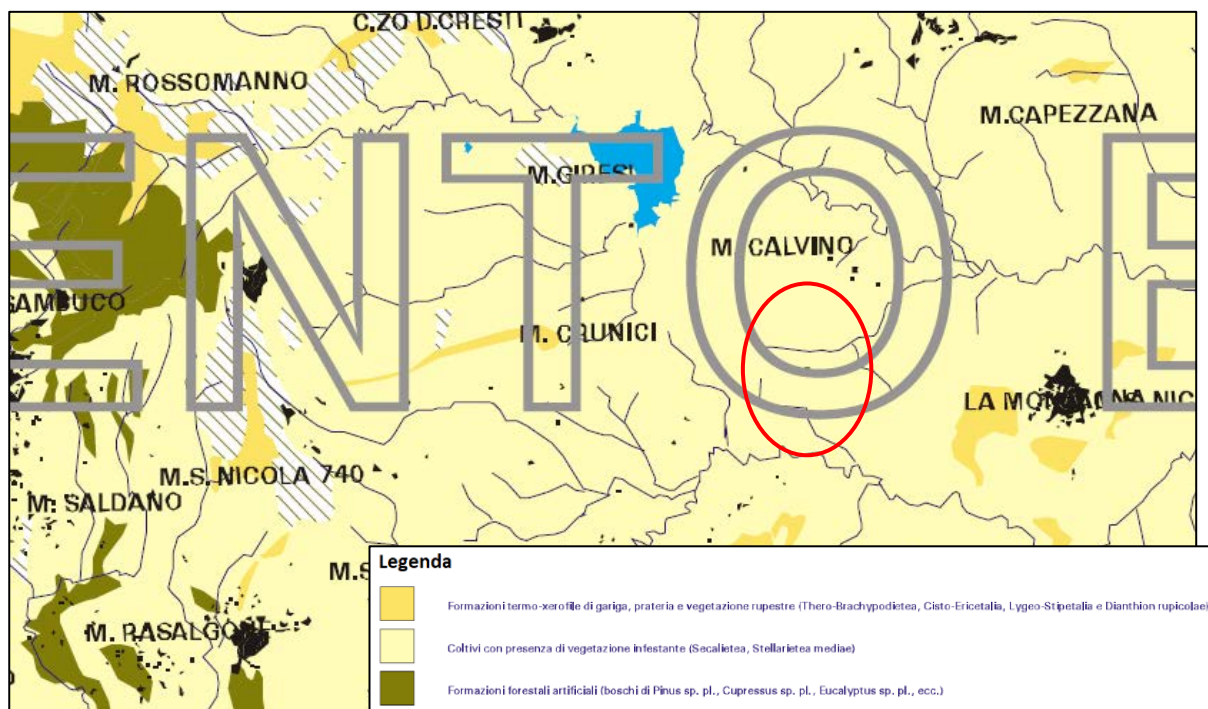 C.ZO D.CRESTI
M. ROSSOMANNO
M.CAPEZZANA
ENTO E
M.GIRESI
M. CALVINO
SAMBUCO
M. CRUNICI
LA MONTAGNA NIC
M.S. NICOLA 740
M. SALDANO
M.S
M. RASALGONE
Legenda
Formazioni termo-xerofile di gariga, prateria e vegetazione rupestre (Thero-Brachypodietea, Cisto-Ericetalia, Lygeo-Stipetalia e Dianthion rupicolae)
Coltivi con presenza di vegetazione infestante (Secalietea, Stellarietea mediae)
Formazioni forestali artificiali (boschi di Pinus sp. pl., Cupressus sp. pl., Eucalyptus sp. pl., ecc.)